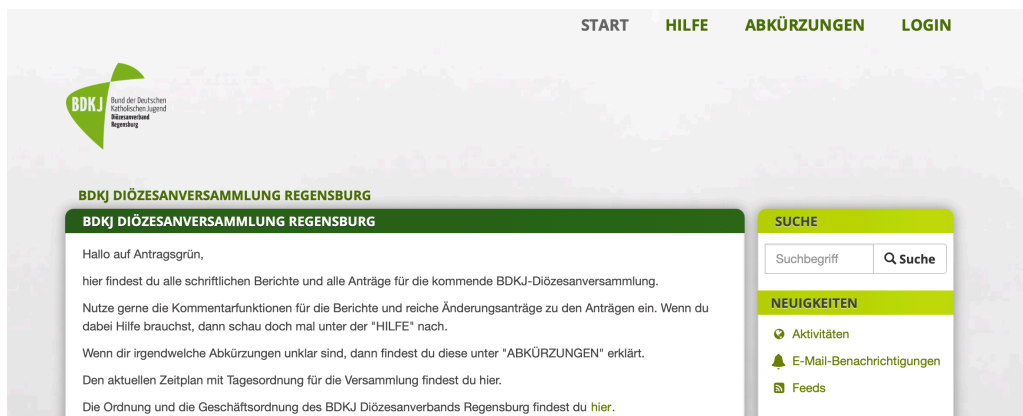 START HILFE ABKÜRZUNGEN LOGIN
BDKJ
Bund der Deutschen
Katholischen Jugend
Diözesanverband
Regensburg
BDKJ DIÖZESANVERSAMMLUNG REGENSBURG
BDKJ DIÖZESANVERSAMMLUNG REGENSBURG
Hallo auf Antragsgrün,
hier findest du alle schriftlichen Berichte und alle Anträge für die kommende BDKJ-Diözesanversammlung.
Nutze gerne die Kommentarfunktionen für die Berichte und reiche Änderungsanträge zu den Anträgen ein. Wenn du
dabei Hilfe brauchst, dann schau doch mal unter der "HILFE" nach.
Wenn dir irgendwelche Abkürzungen unklar sind, dann findest du diese unter "ABKÜRZUNGEN" erklärt.
Den aktuellen Zeitplan mit Tagesordnung für die Versammlung findest du hier.
Die Ordnung und die Geschäftsordnung des BDKJ Diözesanverbands Regensburg findest du hier.
SUCHE
Suchbegriff Suche
NEUIGKEITEN
Aktivitäten
E-Mail-Benachrichtigungen
Feeds